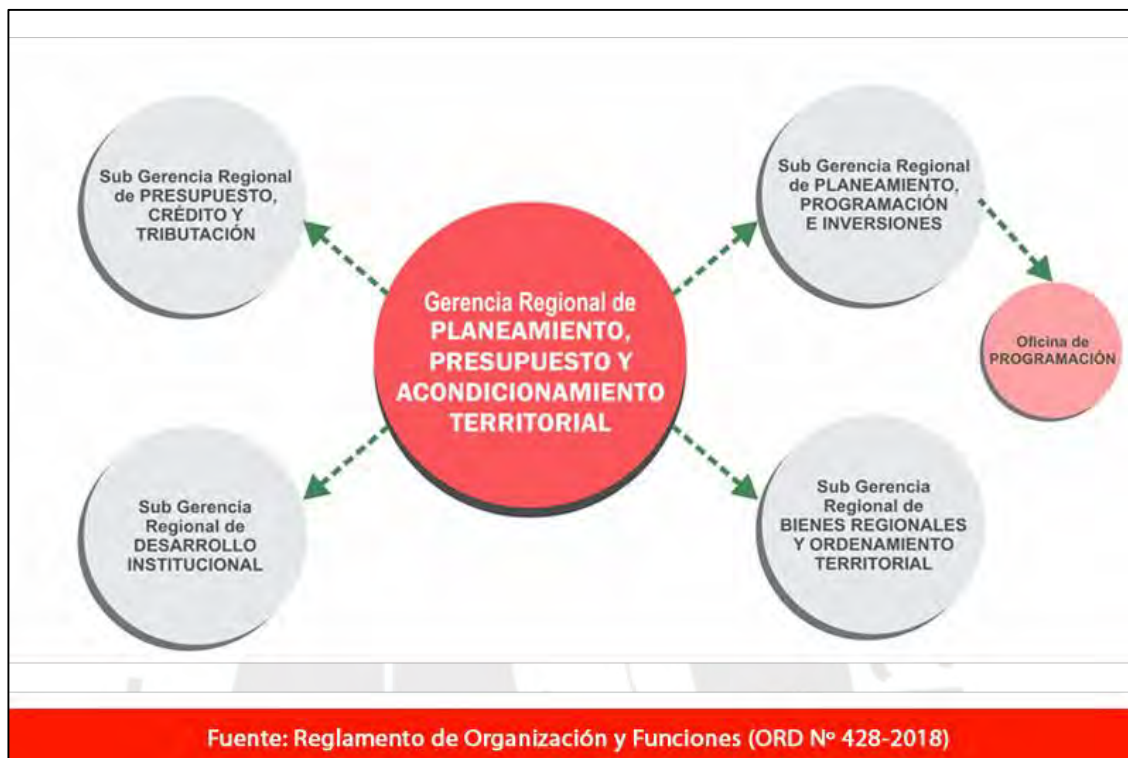 Sub Gerencia Regional
de PRESUPUESTO,
CRÉDITO Y
TRIBUTACIÓN
Sub Gerencia Regional
de PLANEAMIENTO,
PROGRAMACIÓN
E INVERSIONES
Gerencia Regional de
PLANEAMIENTO,
PRESUPUESTO Y
ACONDICIONAMIENTO
TERRITORIAL
Oficina de
PROGRAMACIÓN
Sub Gerencia
Regional de
DESARROLLO
INSTITUCIONAL
Sub Gerencia
Regional de
BIENES REGIONALES
Y ORDENAMIENTO
TERRITORIAL
Fuente: Reglamento de Organización y Funciones (ORD Nº 428-2018)